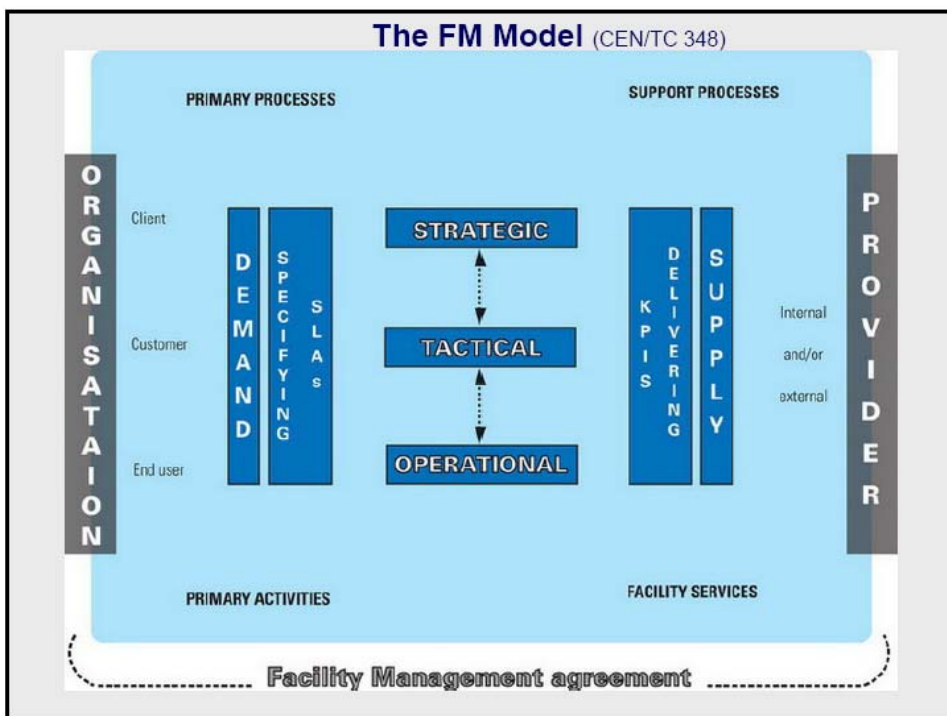 The FM Model (CEN/TC 348)
PRIMARY PROCESSES
SUPPORT PROCESSES
ORGANISATAION
Client
Customer
End user
DEMAND
SPECIFYING
SLAs
STRATEGIC
TACTICAL
OPERATIONAL
KPIS
DELIVERING
SUPPLY
Internal
and/or
external
PROVIDER
PRIMARY ACTIVITIES
FACILITY SERVICES
Facility Management agreement